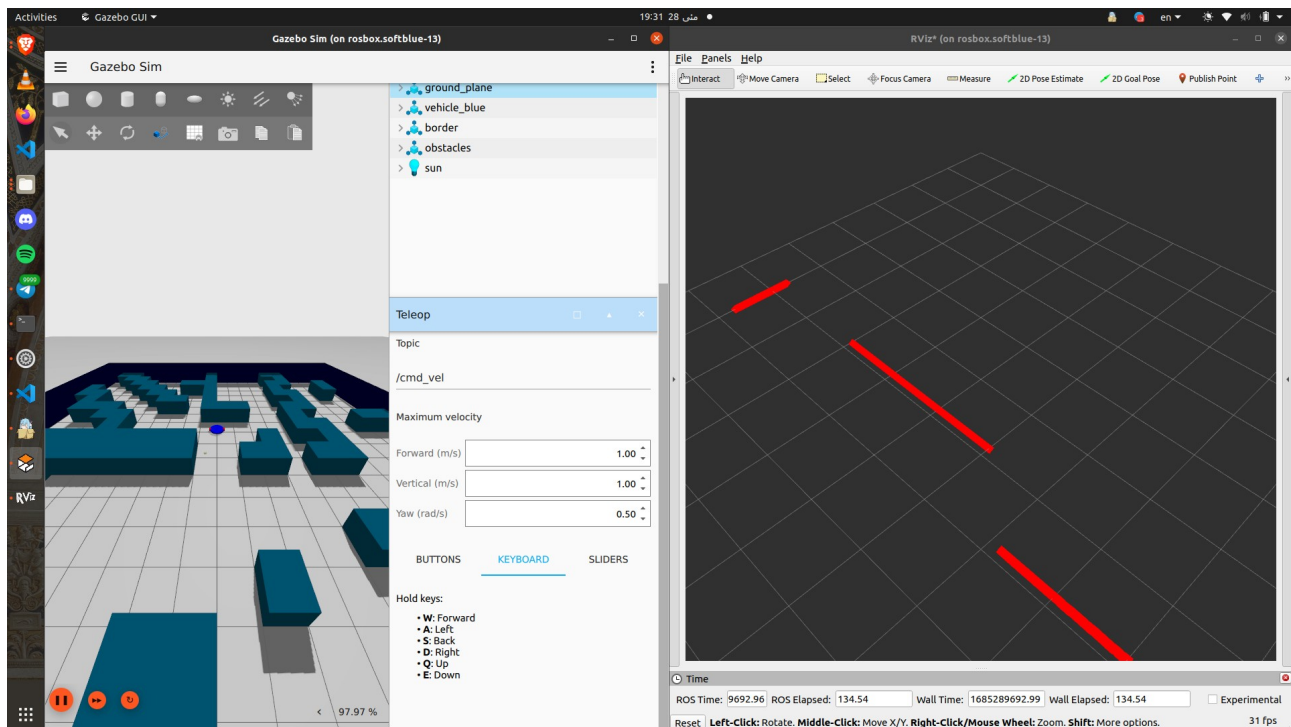 Activities
Gazebo GUI
19:31 28 مئی
en
Gazebo Sim (on rosbox.softblue-13)
Gazebo Sim
ground_plane
vehicle_blue
border
obstacles
sun
Teleop
Topic
/cmd_vel
Maximum velocity
Forward (m/s) 1.00
Vertical (m/s) 1.00
Yaw (rad/s) 0.50
BUTTONS KEYBOARD SLIDERS
Hold keys:
• W: Forward
• A: Left
• S: Back
• D: Right
• Q: Up
• E: Down
97.97 %
9999
RViz
RViz* (on rosbox.softblue-13)
File Panels Help
Interact Move Camera Select Focus Camera Measure 2D Pose Estimate 2D Goal Pose Publish Point
Time
ROS Time: 9692.96 ROS Elapsed: 134.54 Wall Time: 1685289692.99 Wall Elapsed: 134.54 Experimental
Reset Left-Click: Rotate. Middle-Click: Move X/Y. Right-Click/Mouse Wheel: Zoom. Shift: More options. 31 fps